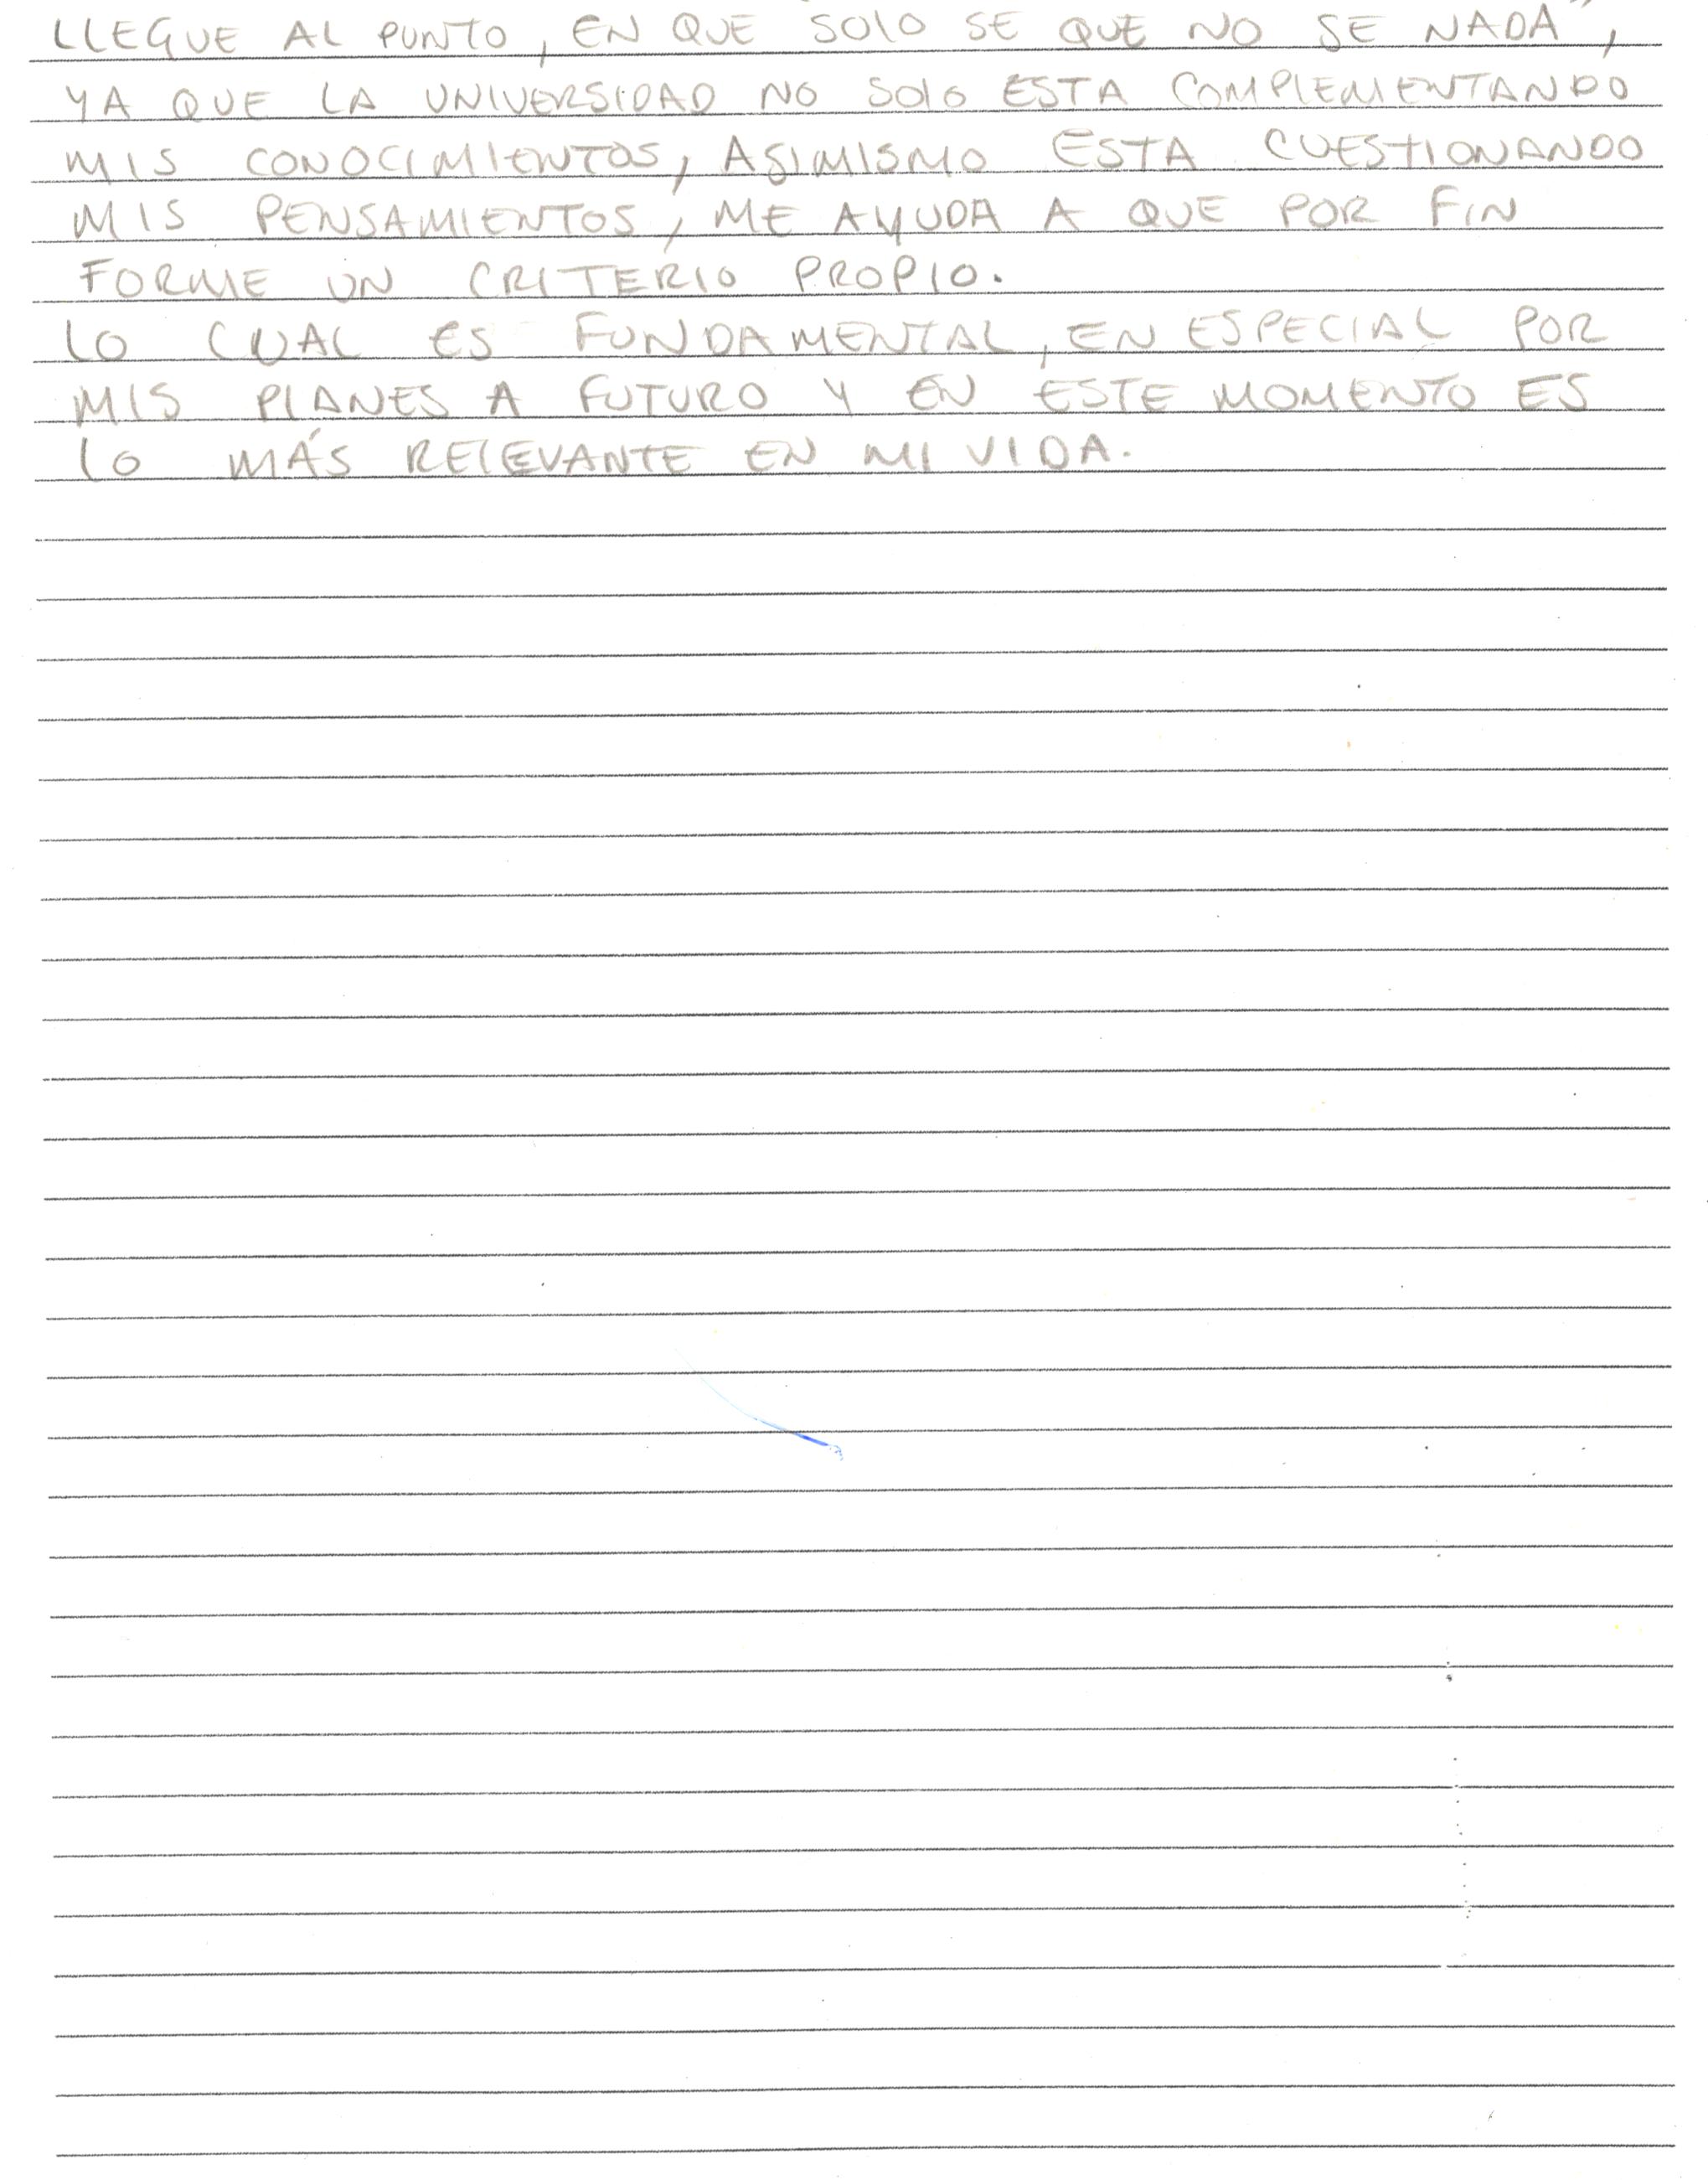 LLEGUE AL PUNTO, EN QUE SOLO SE QUE NO SE NADA",
YA QUE LA UNIVERSIDAD NO SOLO ESTA COMPLEMENTANDO
MIS CONOCIMIENTOS, ASIMISMO ESTA CUESTIONANDO
MIS PENSAMIENTOS, ME AYUDA A QUE POR FIN
FORME UN CRITERIO PROPIO.
LO CUAL ES FUNDAMENTAL, EN ESPECIAL POR
MIS PLANES A FUTURO Y EN ESTE MOMENTO ES
LO MÁS RELEVANTE EN MI VIDA.